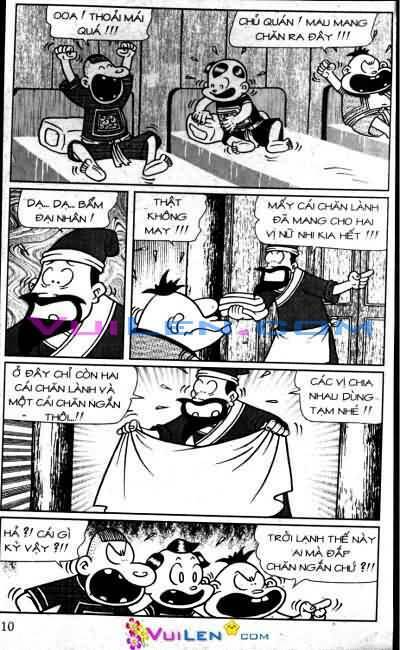 OOA ! THOẢI MÁI
QUÁ !!!
CHỦ QUÁN ! MAU MANG
CHĂN RA ĐÂY !!!
DẠ... DẠ... BẨM
ĐẠI NHÂN !
THẬT
KHÔNG
MAY !!!
MẤY CÁI CHĂN LÀNH
ĐÃ MANG CHO HAI
VỊ NỮ NHI KIA HẾT !!!
VUILEN.COM
Ở ĐÂY CHỈ CÒN HAI
CÁI CHĂN LÀNH VÀ
MỘT CÁI CHĂN NGẮN
THÔI...!!
CÁC VỊ CHIA
NHAU DÙNG
TẠM NHÉ !!
HẢ ?! CÁI GÌ
KỲ VẬY ?!!
TRỜI LẠNH THẾ NÀY
AI MÀ ĐẮP
CHĂN NGẮN CHỨ ?!!
10
VUILEN.COM